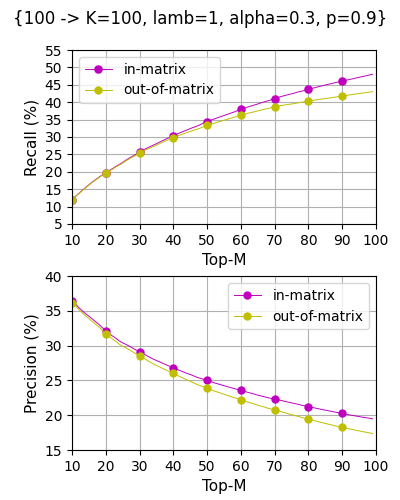 {100 -> K=100, lamb=1, alpha=0.3, p=0.9}
55
50
45
40
35
30
25
20
15
10
5
Recall (%)
in-matrix
out-of-matrix
10 20 30 40 50 60 70 80 90 100
Top-M
40
35
30
25
20
15
Precision (%)
in-matrix
out-of-matrix
10 20 30 40 50 60 70 80 90 100
Top-M